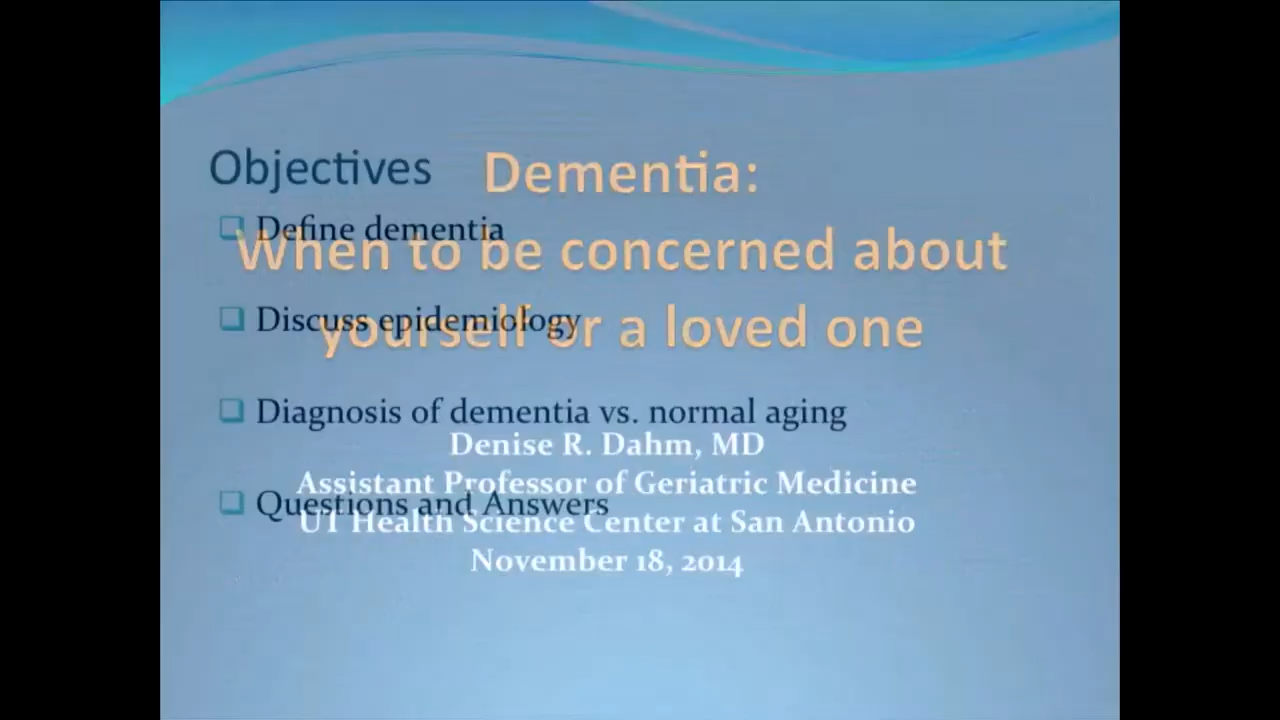 Objectives
Define dementia
Discuss epidemiology
Diagnosis of dementia vs. normal aging
Questions and Answers
Dementia:
When to be concerned about
yourself or a loved one
Denise R. Dahm, MD
Assistant Professor of Geriatric Medicine
UT Health Science Center at San Antonio
November 18, 2014